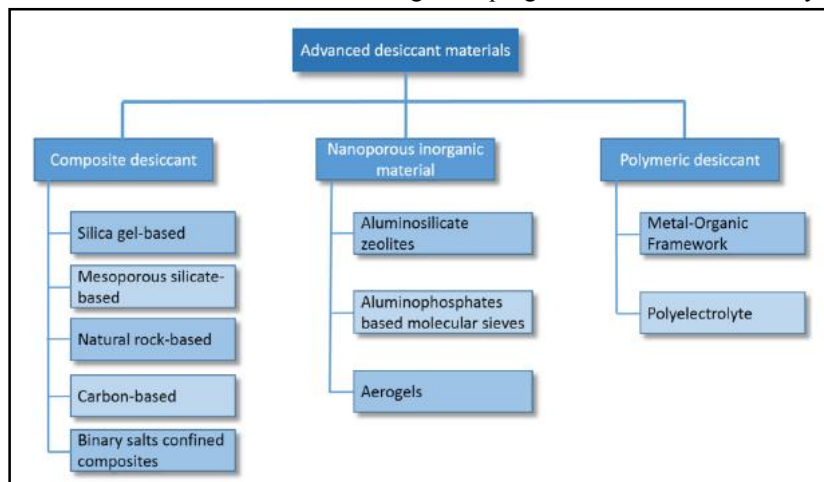 Advanced desiccant materials
Composite desiccant
Silica gel-based
Mesoporous silicate-
based
Natural rock-based
Carbon-based
Binary salts confined
composites
Nanoporous inorganic
material
Aluminosilicate
zeolites
Aluminophosphates
based molecular sieves
Aerogels
Polymeric desiccant
Metal-Organic
Framework
Polyelectrolyte